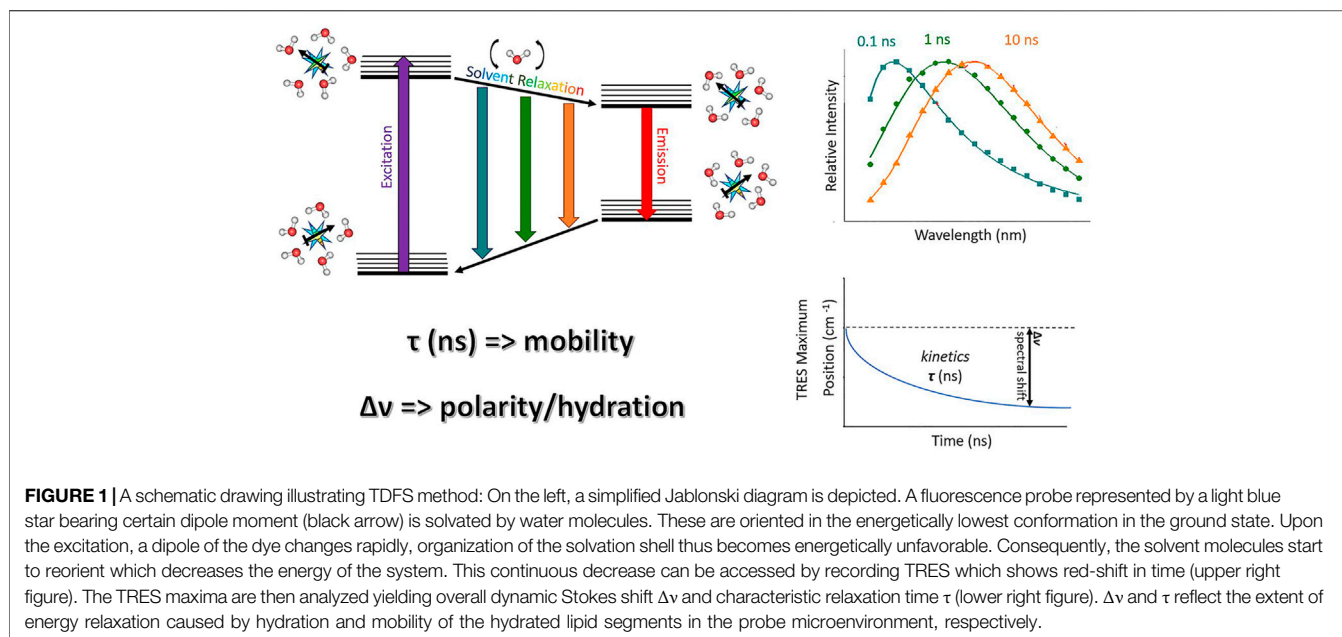 Solvent Relaxation
Excitation
Emission
τ (ns) => mobility
Δν => polarity/hydration
0.1 ns
1 ns
10 ns
Relative Intensity
Wavelength (nm)
TRES Maximum
Position (cm⁻¹)
kinetics
τ (ns)
Δν
spectral shift
Time (ns)
FIGURE 1 | A schematic drawing illustrating TDFS method: On the left, a simplified Jablonski diagram is depicted. A fluorescence probe represented by a light blue
star bearing certain dipole moment (black arrow) is solvated by water molecules. These are oriented in the energetically lowest conformation in the ground state. Upon
the excitation, a dipole of the dye changes rapidly, organization of the solvation shell thus becomes energetically unfavorable. Consequently, the solvent molecules start
to reorient which decreases the energy of the system. This continuous decrease can be accessed by recording TRES which shows red-shift in time (upper right
figure). The TRES maxima are then analyzed yielding overall dynamic Stokes shift Δν and characteristic relaxation time τ (lower right figure). Δν and τ reflect the extent of
energy relaxation caused by hydration and mobility of the hydrated lipid segments in the probe microenvironment, respectively.